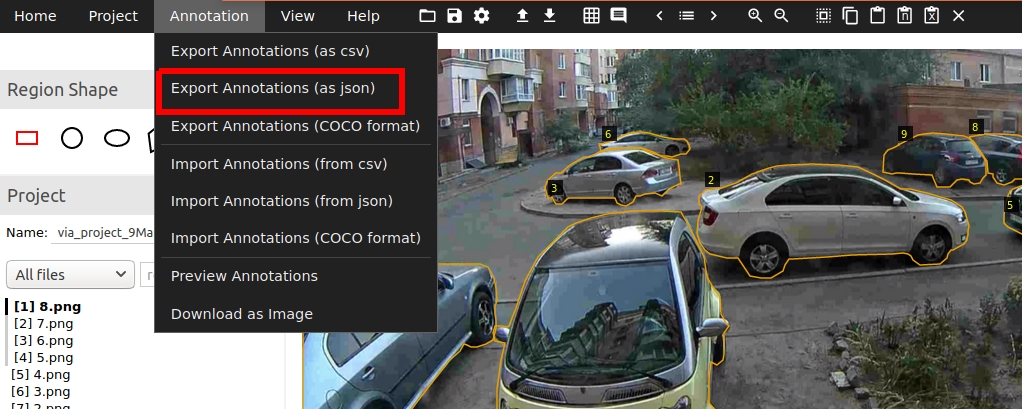 Home Project Annotation View Help
Export Annotations (as csv)
Export Annotations (as json)
Export Annotations (COCO format)
Import Annotations (from csv)
Import Annotations (from json)
Import Annotations (COCO format)
Preview Annotations
Download as Image
Region Shape
Project
Name: via_project_9Ma
All files
[1] 8.png
[2] 7.png
[3] 6.png
[4] 5.png
[5] 4.png
[6] 3.png
[7] 2.png
6
9
8
3
2
5